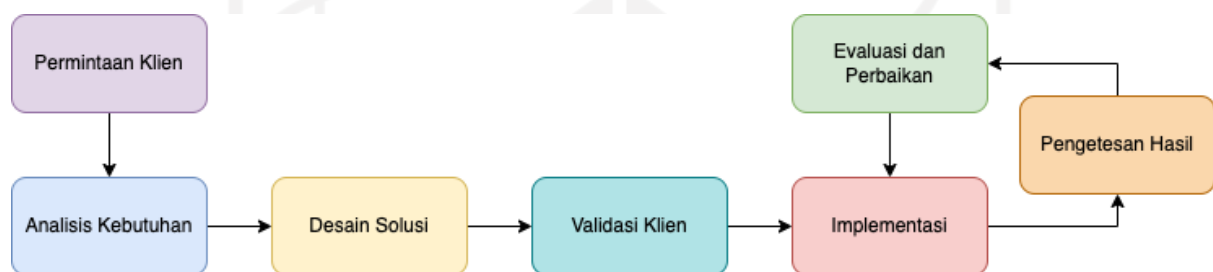 Permintaan Klien
Evaluasi dan
Perbaikan
Pengetesan Hasil
Analisis Kebutuhan
Desain Solusi
Validasi Klien
Implementasi